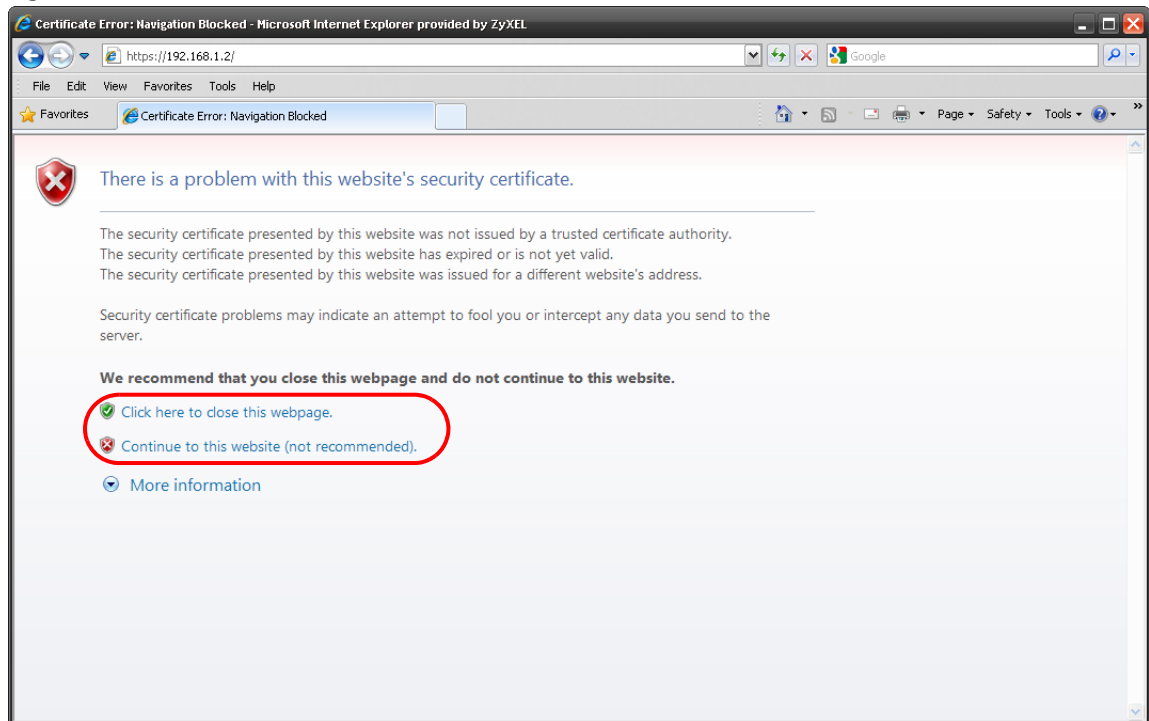 Certificate Error: Navigation Blocked - Microsoft Internet Explorer provided by ZyXEL
https://192.168.1.2/
Google
File Edit View Favorites Tools Help
Favorites Certificate Error: Navigation Blocked Page Safety Tools »
There is a problem with this website's security certificate.
The security certificate presented by this website was not issued by a trusted certificate authority.
The security certificate presented by this website has expired or is not yet valid.
The security certificate presented by this website was issued for a different website's address.
Security certificate problems may indicate an attempt to fool you or intercept any data you send to the
server.
We recommend that you close this webpage and do not continue to this website.
Click here to close this webpage.
Continue to this website (not recommended).
More information